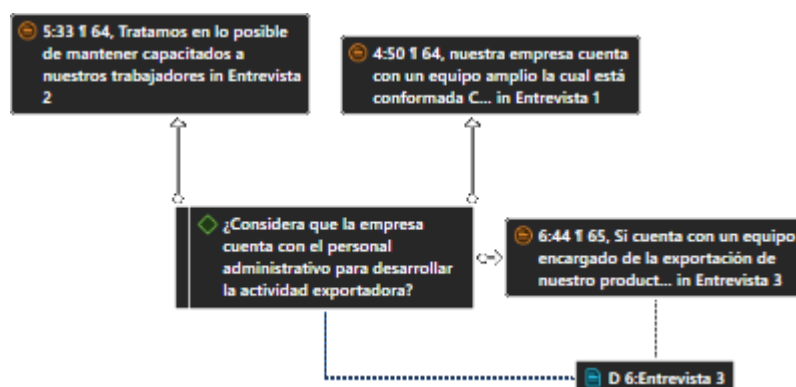 5:33 ¶ 64, Tratamos en lo posible
de mantener capacitados a
nuestros trabajadores in Entrevista
2
4:50 ¶ 64, nuestra empresa cuenta
con un equipo amplio la cual está
conformada C... in Entrevista 1
¿Considera que la empresa
cuenta con el personal
administrativo para desarrollar
la actividad exportadora?
6:44 ¶ 65, Si cuenta con un equipo
encargado de la exportación de
nuestro product... in Entrevista 3
D 6:Entrevista 3